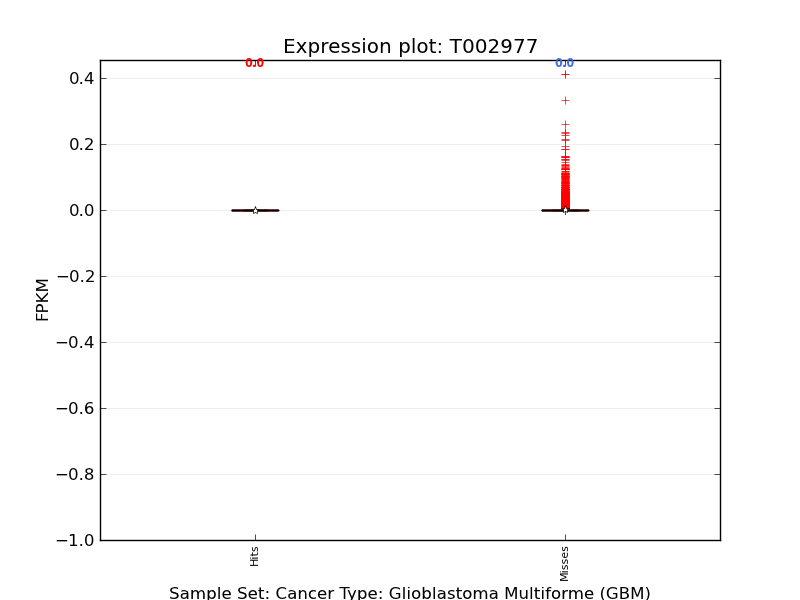 Expression plot: T002977
0.0 0.0
0.4
0.2
0.0
−0.2
−0.4
−0.6
−0.8
−1.0
FPKM
Hits
Misses
Sample Set: Cancer Type: Glioblastoma Multiforme (GBM)